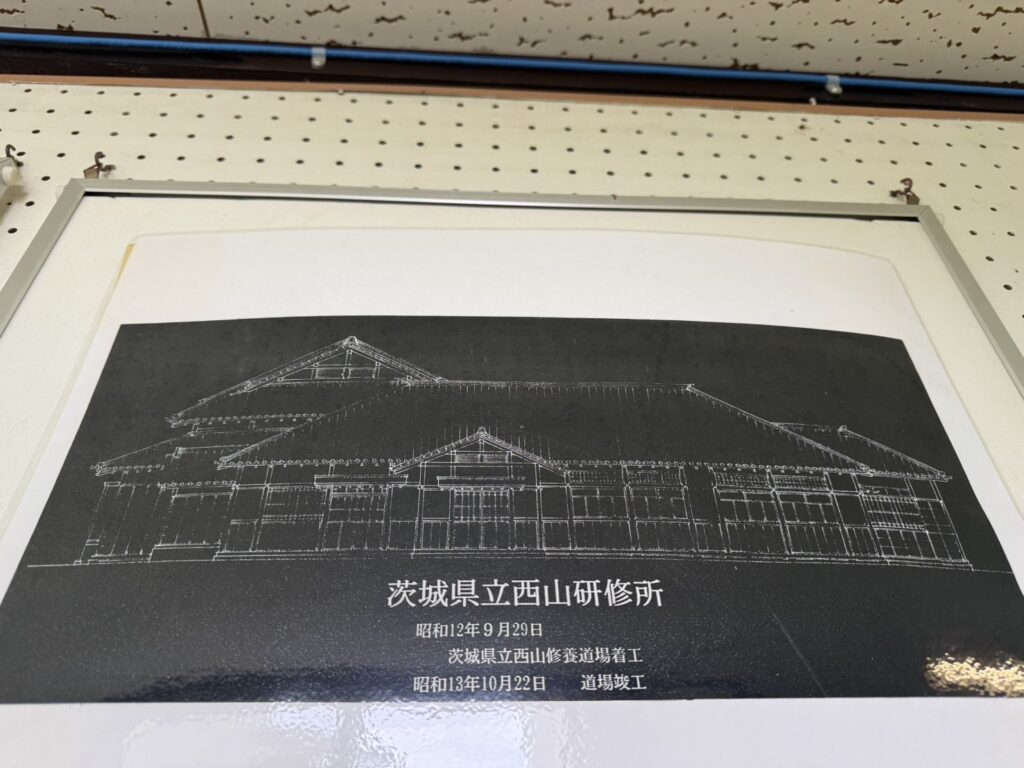 茨城県立西山研修所
昭和12年9月29日
茨城県立西山修養道場着工
昭和13年10月22日 道場竣工